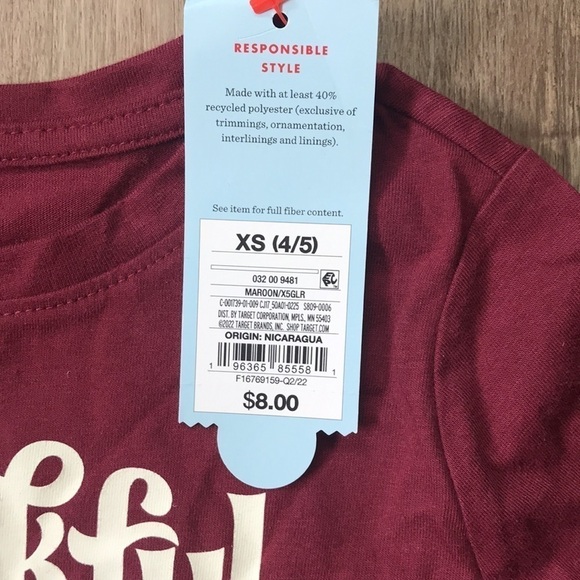 RESPONSIBLE
STYLE
Made with at least 40%
recycled polyester (exclusive of
trimmings, ornamentation,
interlinings and linings).
See item for full fiber content.
XS (4/5)
032 00 9481
MAROON/X5GLR
C-001739-01-009 CJ17_5DA01-0225 S809-0006
DIST. BY TARGET CORPORATION, MPLS., MN 55403
©2022 TARGET BRANDS, INC. SHOP TARGET.COM
ORIGIN: NICARAGUA
1 96365 85558 1
F16769159-Q2/22
$8.00
kful